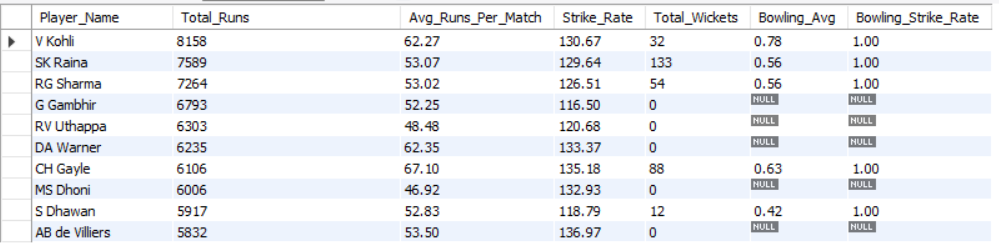 Player_Name Total_Runs Avg_Runs_Per_Match Strike_Rate Total_Wickets Bowling_Avg Bowling_Strike_Rate
V Kohli 8158 62.27 130.67 32 0.78 1.00
SK Raina 7589 53.07 129.64 133 0.56 1.00
RG Sharma 7264 53.02 126.51 54 0.56 1.00
G Gambhir 6793 52.25 116.50 0 NULL NULL
RV Uthappa 6303 48.48 120.68 0 NULL NULL
DA Warner 6235 62.35 133.37 0 NULL NULL
CH Gayle 6106 67.10 135.18 88 0.63 1.00
MS Dhoni 6006 46.92 132.93 0 NULL NULL
S Dhawan 5917 52.83 118.79 12 0.42 1.00
AB de Villiers 5832 53.50 136.97 0 NULL NULL